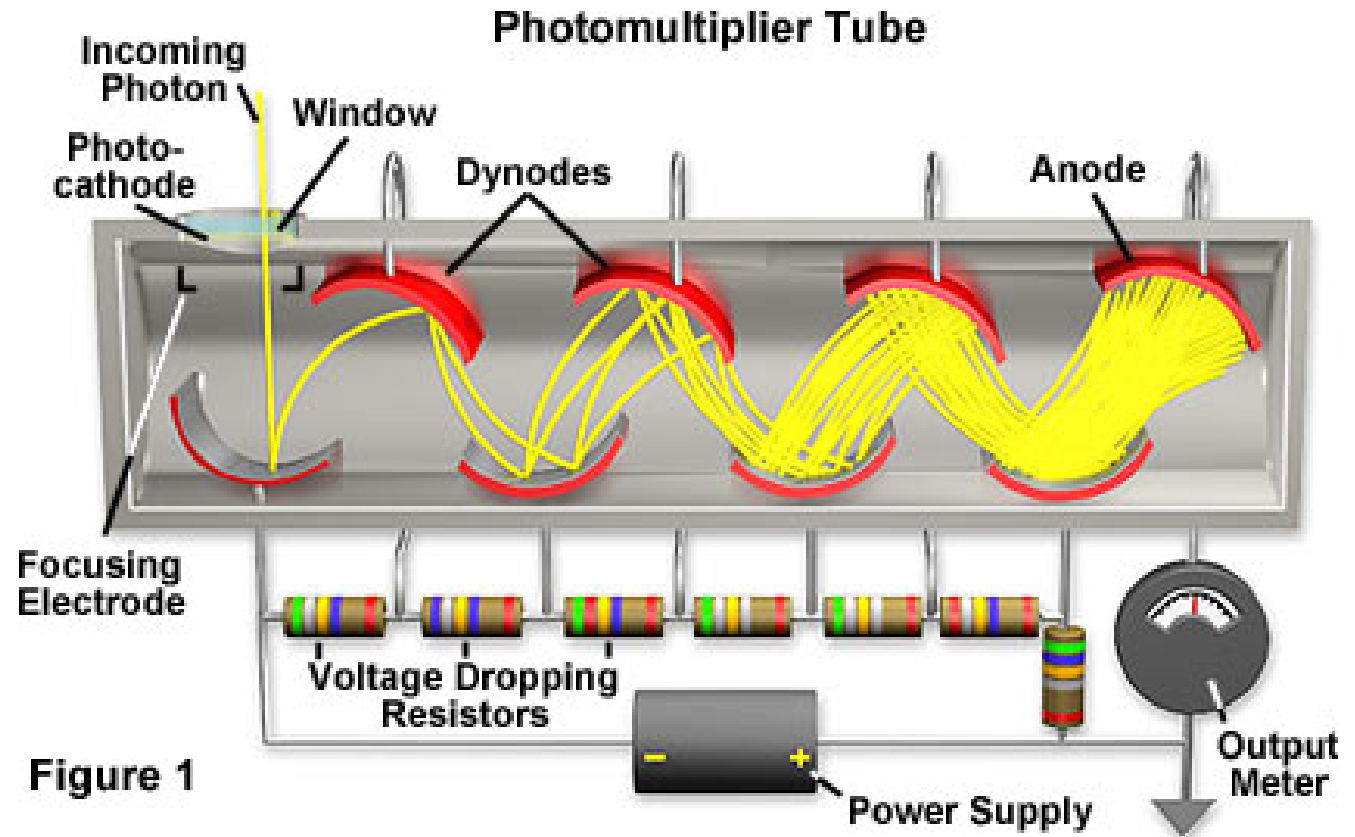 Photomultiplier Tube
Incoming
Photon
Window
Photo-
cathode
Dynodes
Anode
Focusing
Electrode
Voltage Dropping
Resistors
Output
Meter
Power Supply
Figure 1
− +